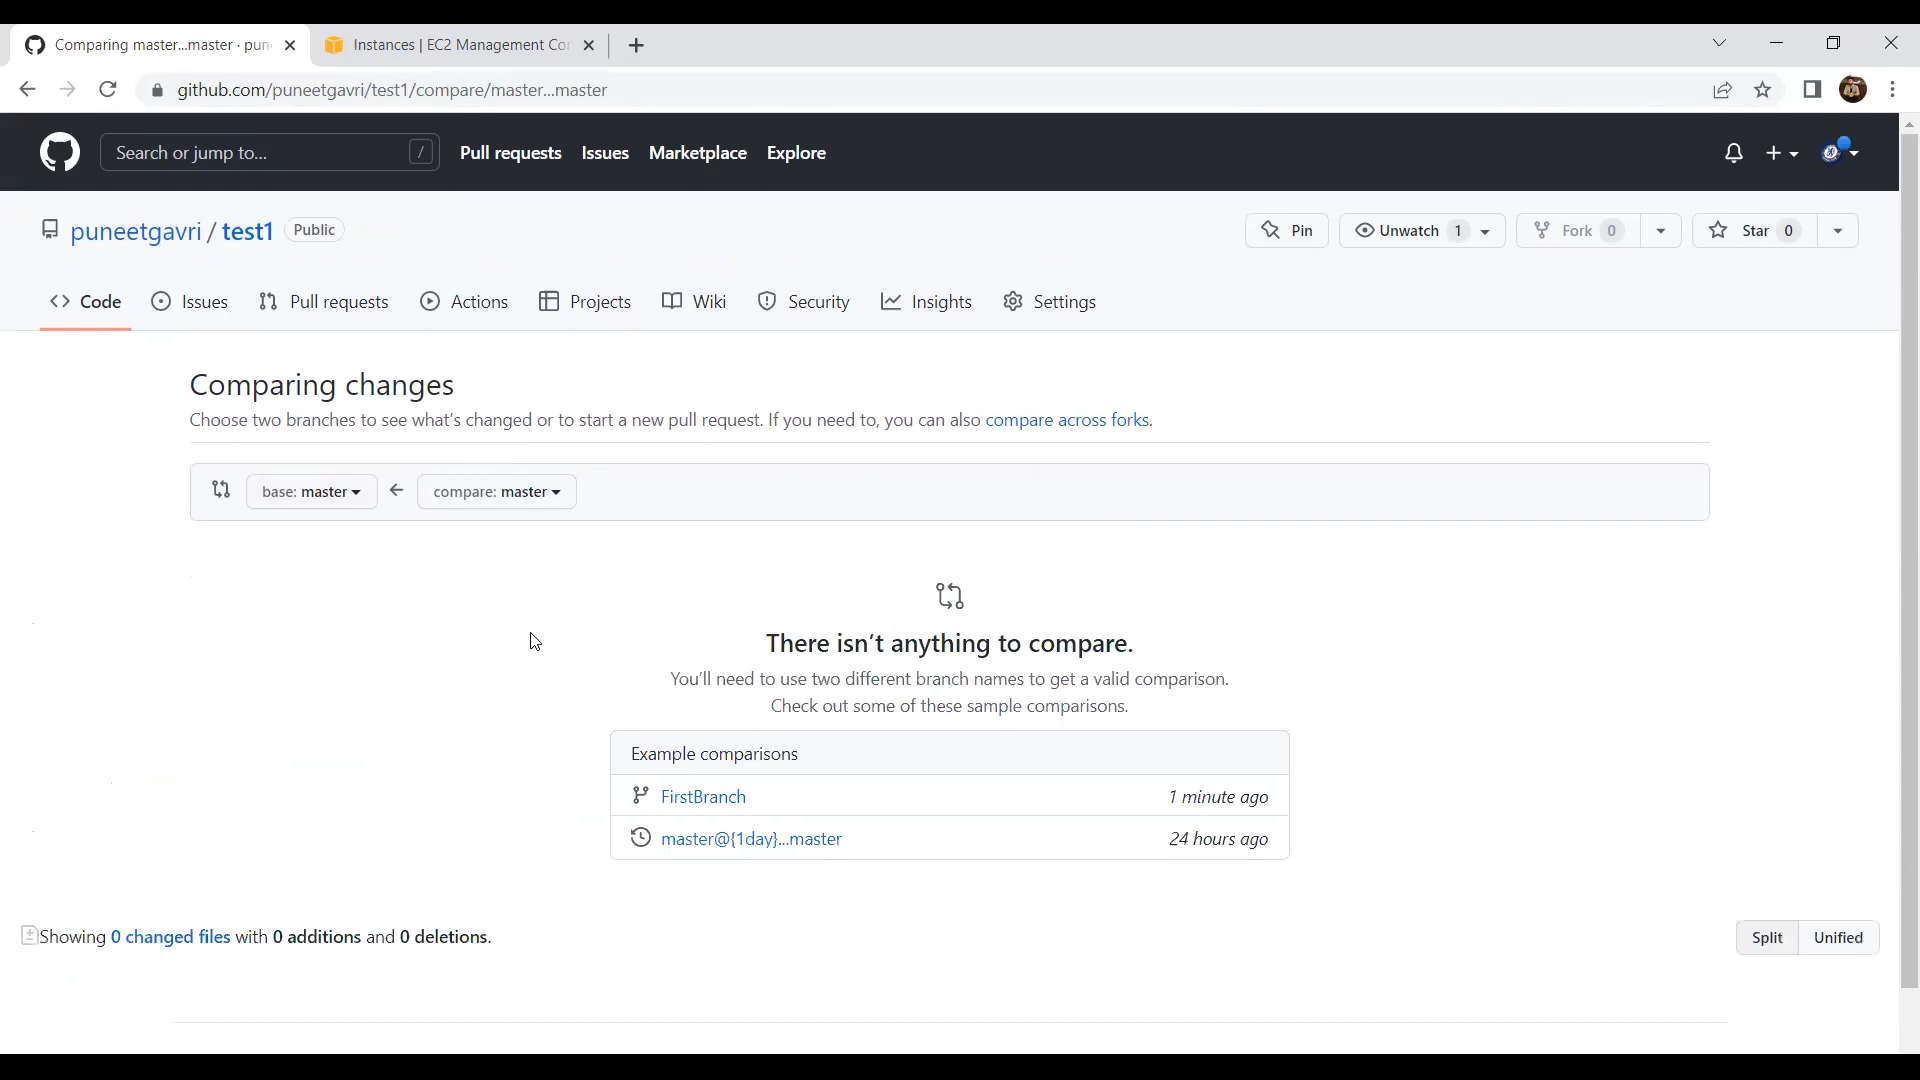 Comparing master...master · pun
Instances | EC2 Management Co
github.com/puneetgavri/test1/compare/master...master
Search or jump to... /
Pull requests Issues Marketplace Explore
puneetgavri / test1 Public
Pin Unwatch 1 Fork 0 Star 0
Code Issues Pull requests Actions Projects Wiki Security Insights Settings
Comparing changes
Choose two branches to see what's changed or to start a new pull request. If you need to, you can also compare across forks.
base: master compare: master
There isn't anything to compare.
You'll need to use two different branch names to get a valid comparison.
Check out some of these sample comparisons.
Example comparisons
FirstBranch 1 minute ago
master@{1day}...master 24 hours ago
Showing 0 changed files with 0 additions and 0 deletions.
Split Unified